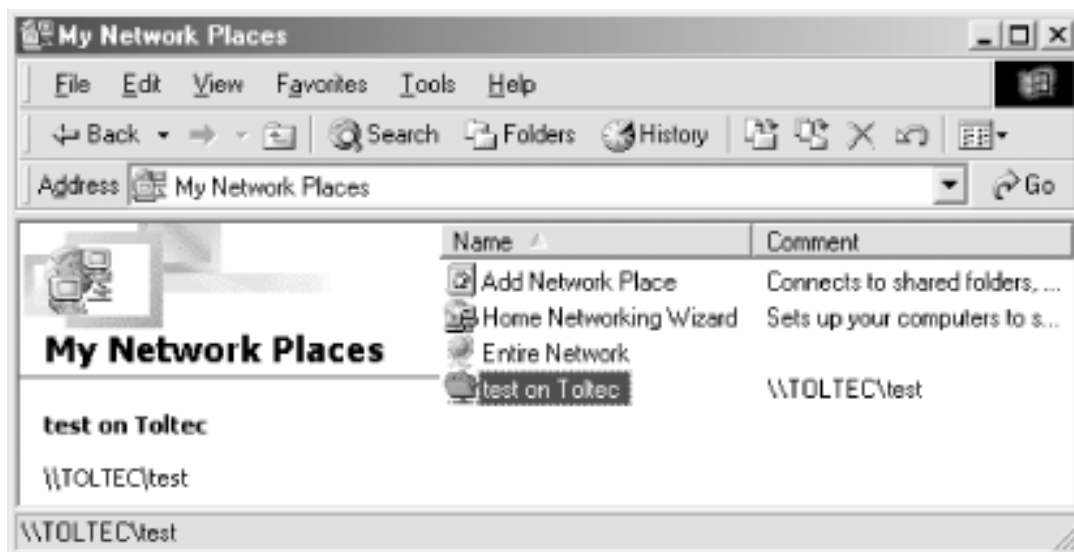 My Network Places
File Edit View Favorites Tools Help
Back Search Folders History
Address My Network Places Go
Name Comment
Add Network Place Connects to shared folders, ...
Home Networking Wizard Sets up your computers to s...
Entire Network
test on Toltec \\TOLTEC\test
My Network Places
test on Toltec
\\TOLTEC\test
\\TOLTEC\test